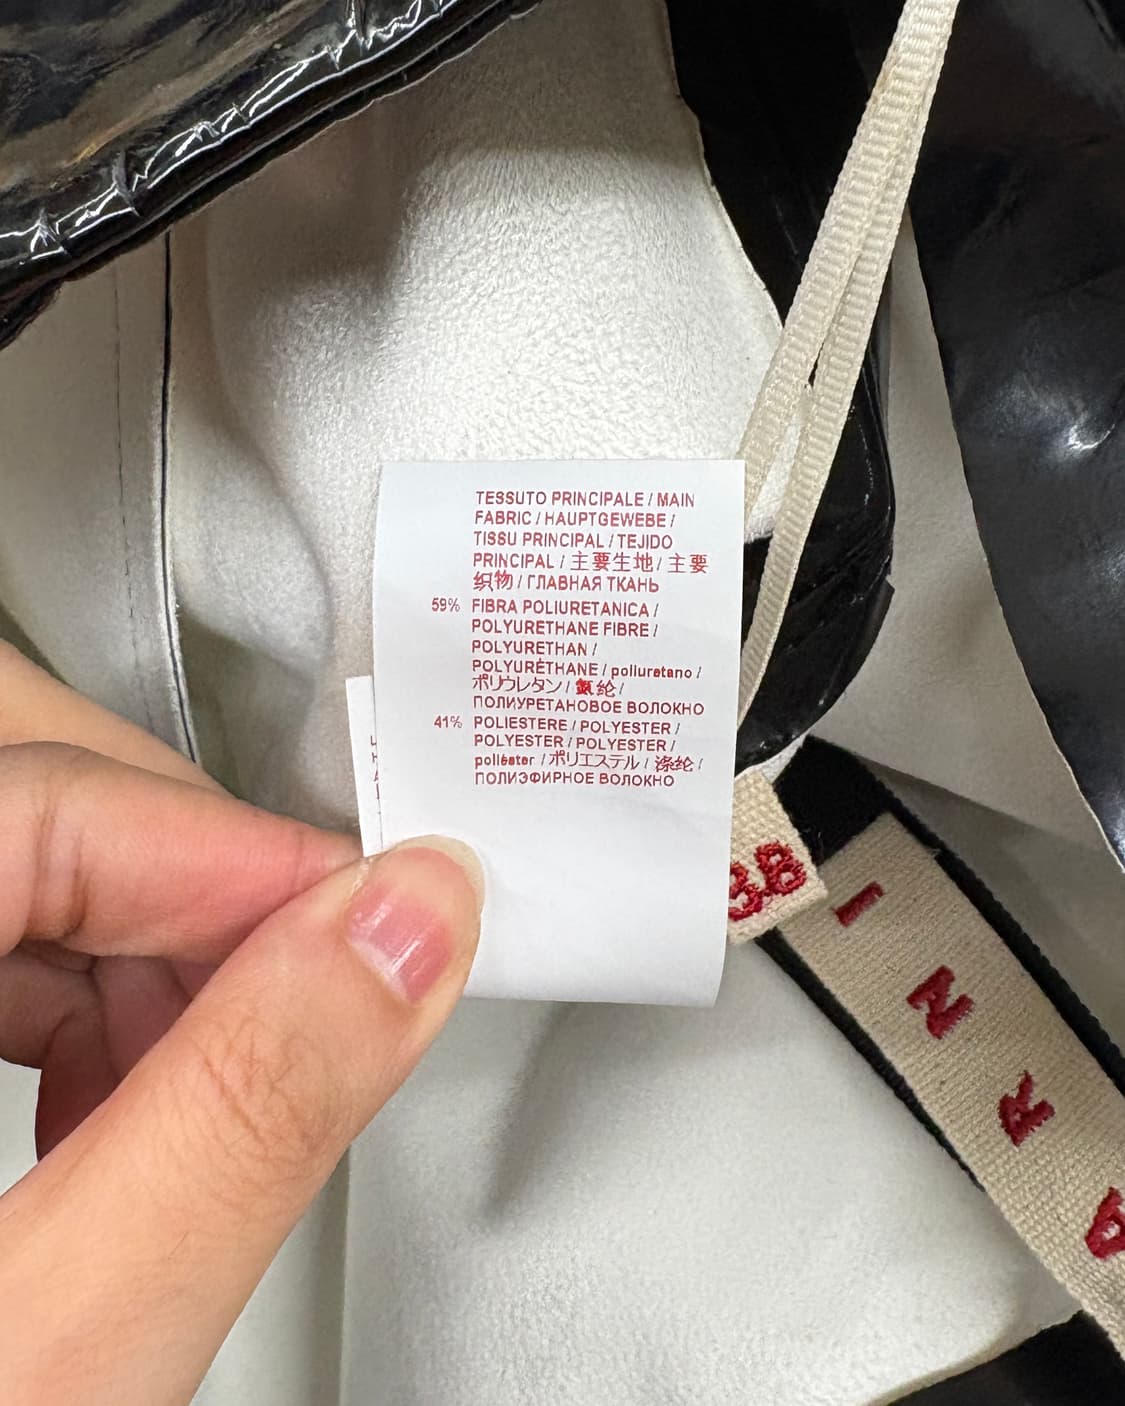 TESSUTO PRINCIPALE / MAIN
FABRIC / HAUPTGEWEBE /
TISSU PRINCIPAL / TEJIDO
PRINCIPAL / 主要生地 / 主要
织物 / ГЛАВНАЯ ТКАНЬ
59% FIBRA POLIURETANICA /
POLYURETHANE FIBRE /
POLYURETHAN /
POLYURÉTHANE / poliuretano /
ポリウレタン / 氨纶 /
ПОЛИУРЕТАНОВОЕ ВОЛОКНО
41% POLIESTERE / POLYESTER /
POLYESTER / POLYESTER /
poliéster / ポリエステル / 涤纶 /
ПОЛИЭФИРНОЕ ВОЛОКНО
38
I N R A